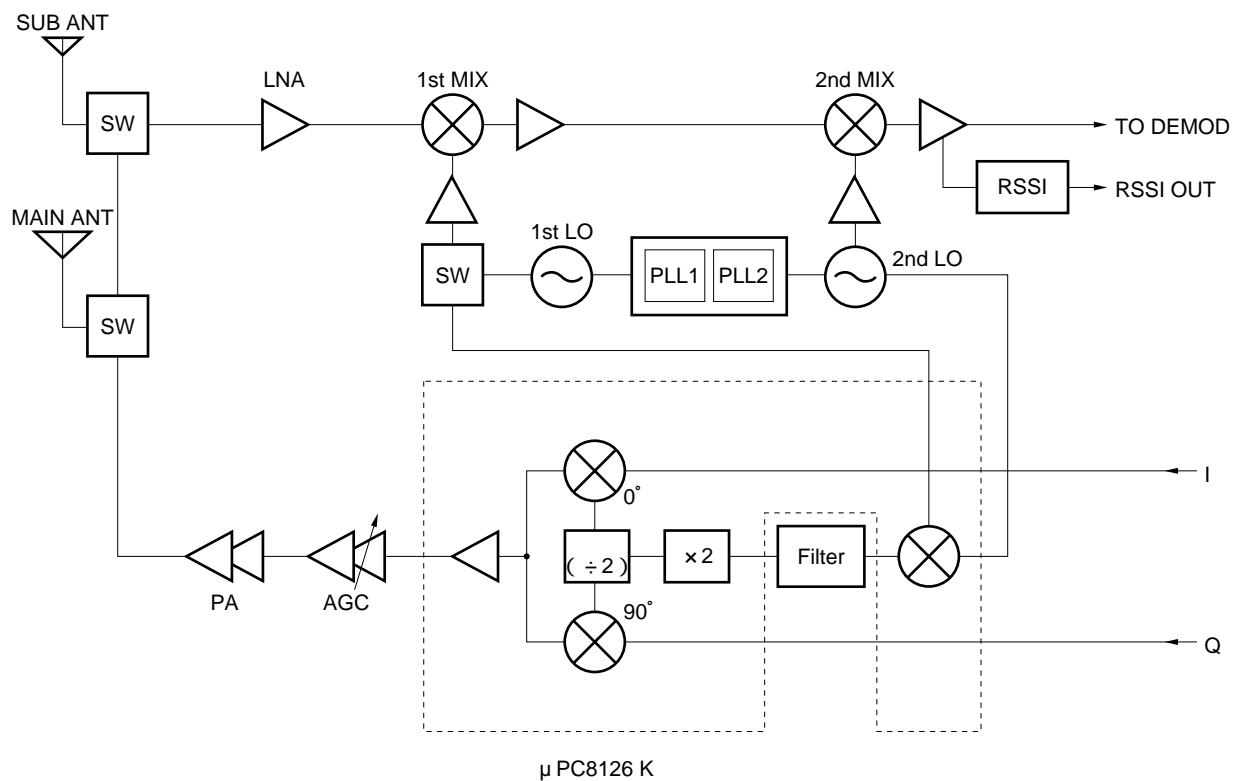 SUB ANT
LNA
1st MIX
2nd MIX
SW
TO DEMOD
RSSI
RSSI OUT
MAIN ANT
1st LO
2nd LO
SW
PLL1
PLL2
SW
I
0°
(÷2)
×2
Filter
PA
AGC
90°
Q
µ PC8126 K